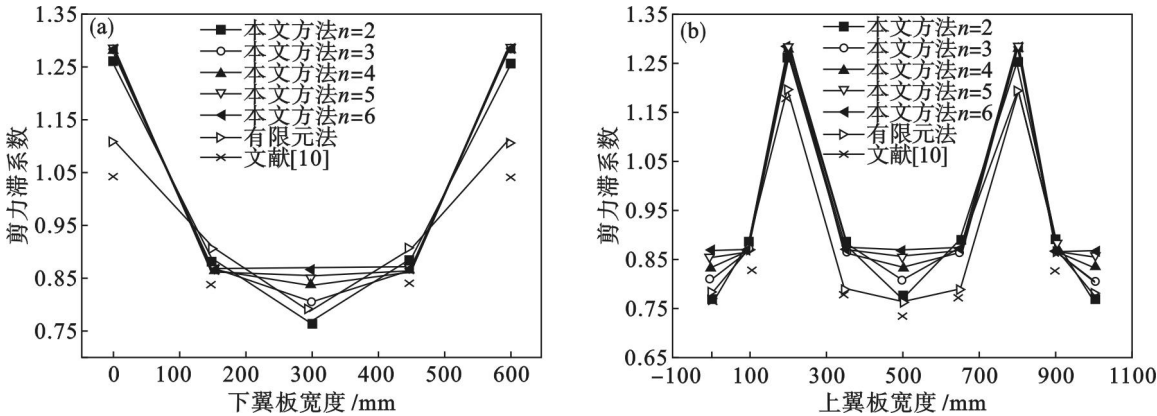 (a)
本文方法n=2
本文方法n=3
本文方法n=4
本文方法n=5
本文方法n=6
有限元法
文献[10]
剪力滞系数
1.35
1.25
1.15
1.05
0.95
0.85
0.75
0 100 200 300 400 500 600
下翼板宽度 /mm
(b)
本文方法n=2
本文方法n=3
本文方法n=4
本文方法n=5
本文方法n=6
有限元法
文献[10]
剪力滞系数
1.35
1.25
1.15
1.05
0.95
0.85
0.75
0.65
-100 100 300 500 700 900 1100
上翼板宽度 /mm